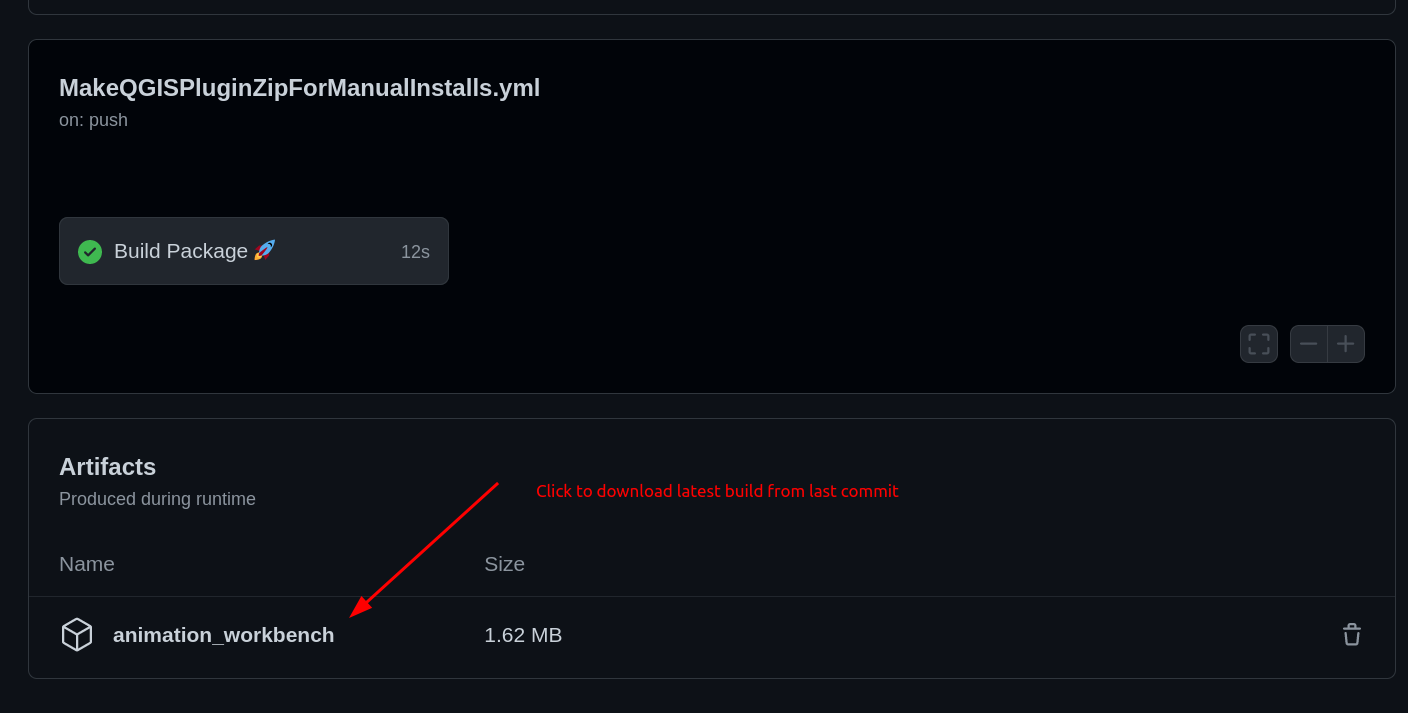 MakeQGISPluginZipForManualInstalls.yml
on: push
Build Package 🚀 12s
Artifacts
Produced during runtime
Click to download latest build from last commit
Name Size
animation_workbench 1.62 MB